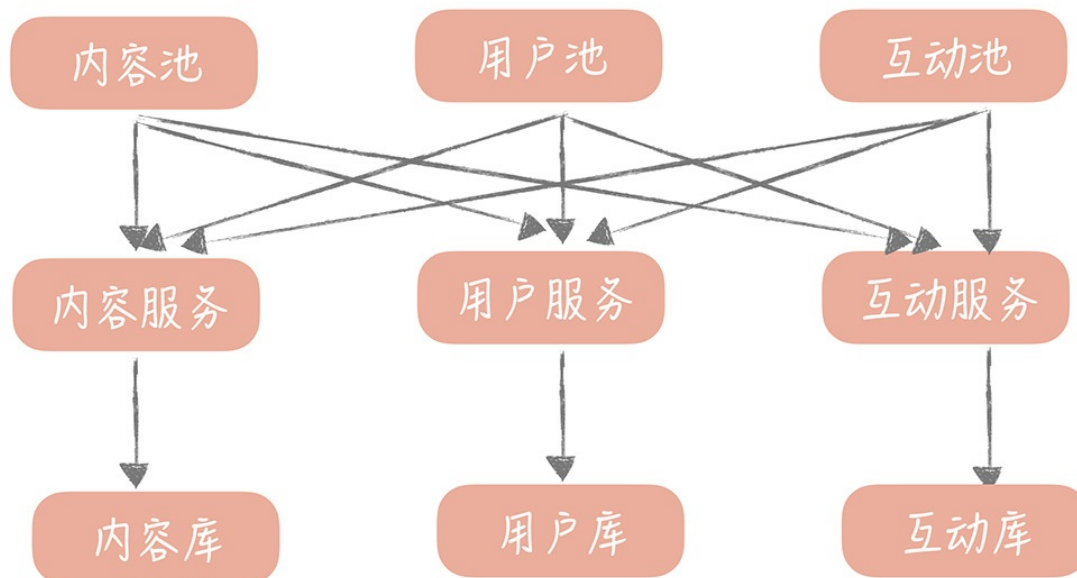 内容池
用户池
互动池
内容服务
用户服务
互动服务
内容库
用户库
互动库